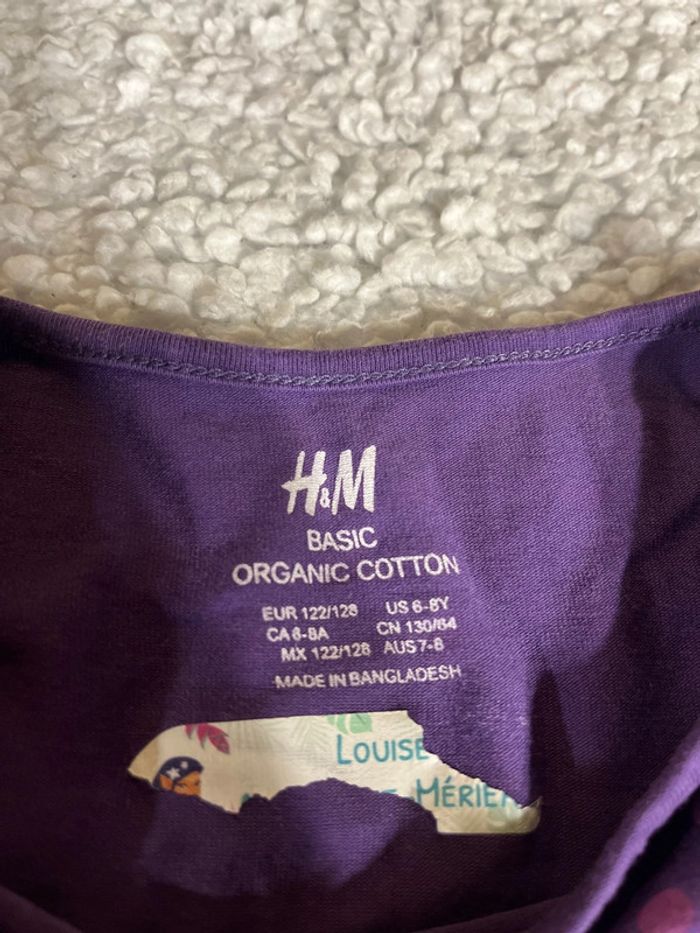 H&M
BASIC
ORGANIC COTTON
EUR 122/128 US 6-8Y
CA 6-8A CN 130/64
MX 122/128 AUS 7-8
MADE IN BANGLADESH
LOUISE